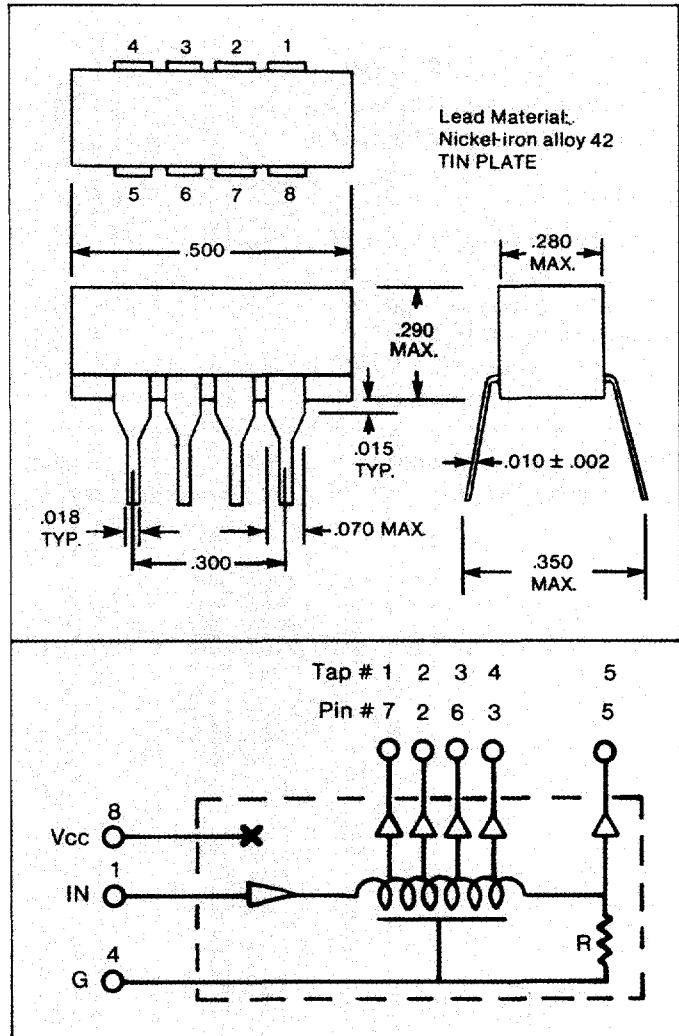 4 3 2 1
Lead Material:.
Nickel-iron alloy 42
TIN PLATE
5 6 7 8
.500
.280
MAX.
.290
MAX.
.015
TYP.
.010 ± .002
.018
TYP.
.070 MAX.
.300
.350
MAX.
Tap # 1 2 3 4 5
Pin # 7 2 6 3 5
8
Vcc
1
IN
R
4
G